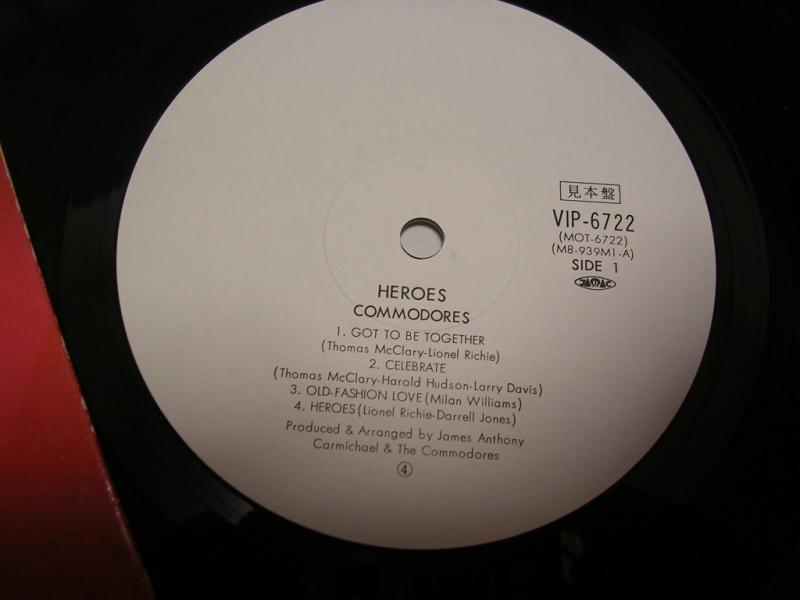 見本盤
VIP-6722
(MOT-6722)
(M8-939M1-A)
SIDE 1
JASRAC
HEROES
COMMODORES
1. GOT TO BE TOGETHER
(Thomas McClary-Lionel Richie)
2. CELEBRATE
(Thomas McClary-Harold Hudson-Larry Davis)
3. OLD-FASHION LOVE (Milan Williams)
4. HEROES (Lionel Richie-Darrell Jones)
Produced & Arranged by James Anthony
Carmichael & The Commodores
④